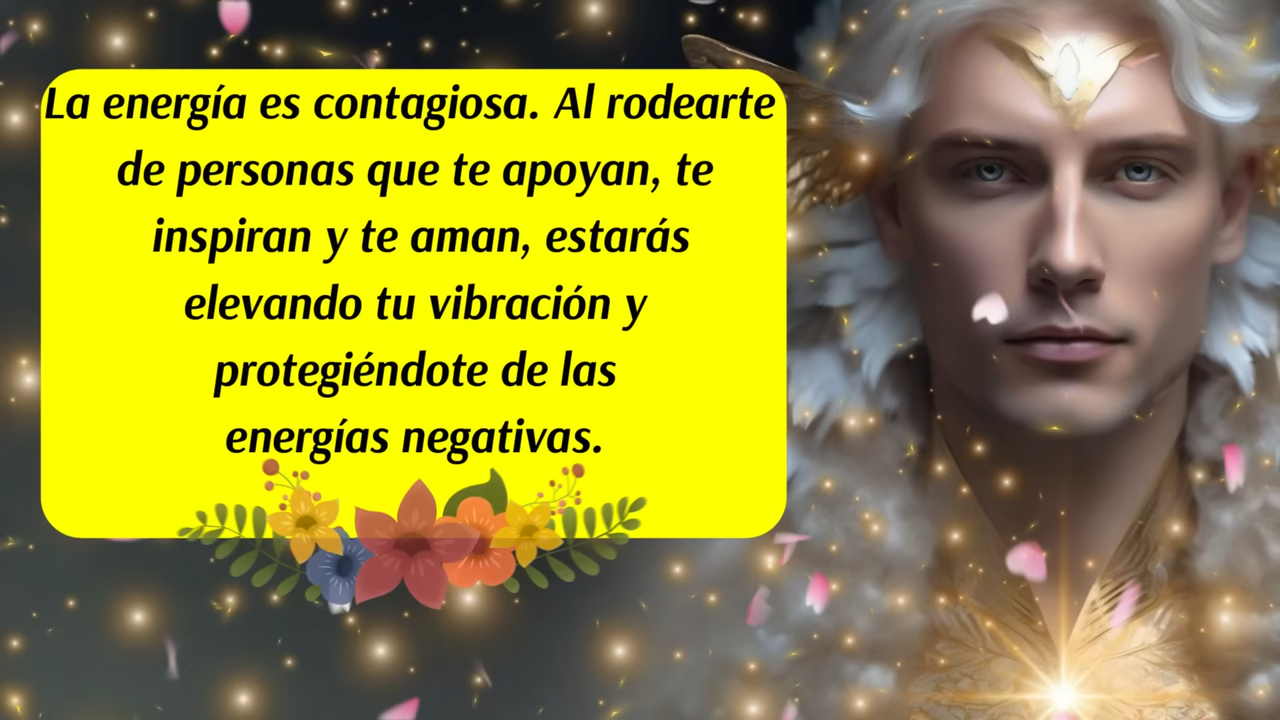 La energía es contagiosa. Al rodearte
de personas que te apoyan, te
inspiran y te aman, estarás
elevando tu vibración y
protegiéndote de las
energías negativas.